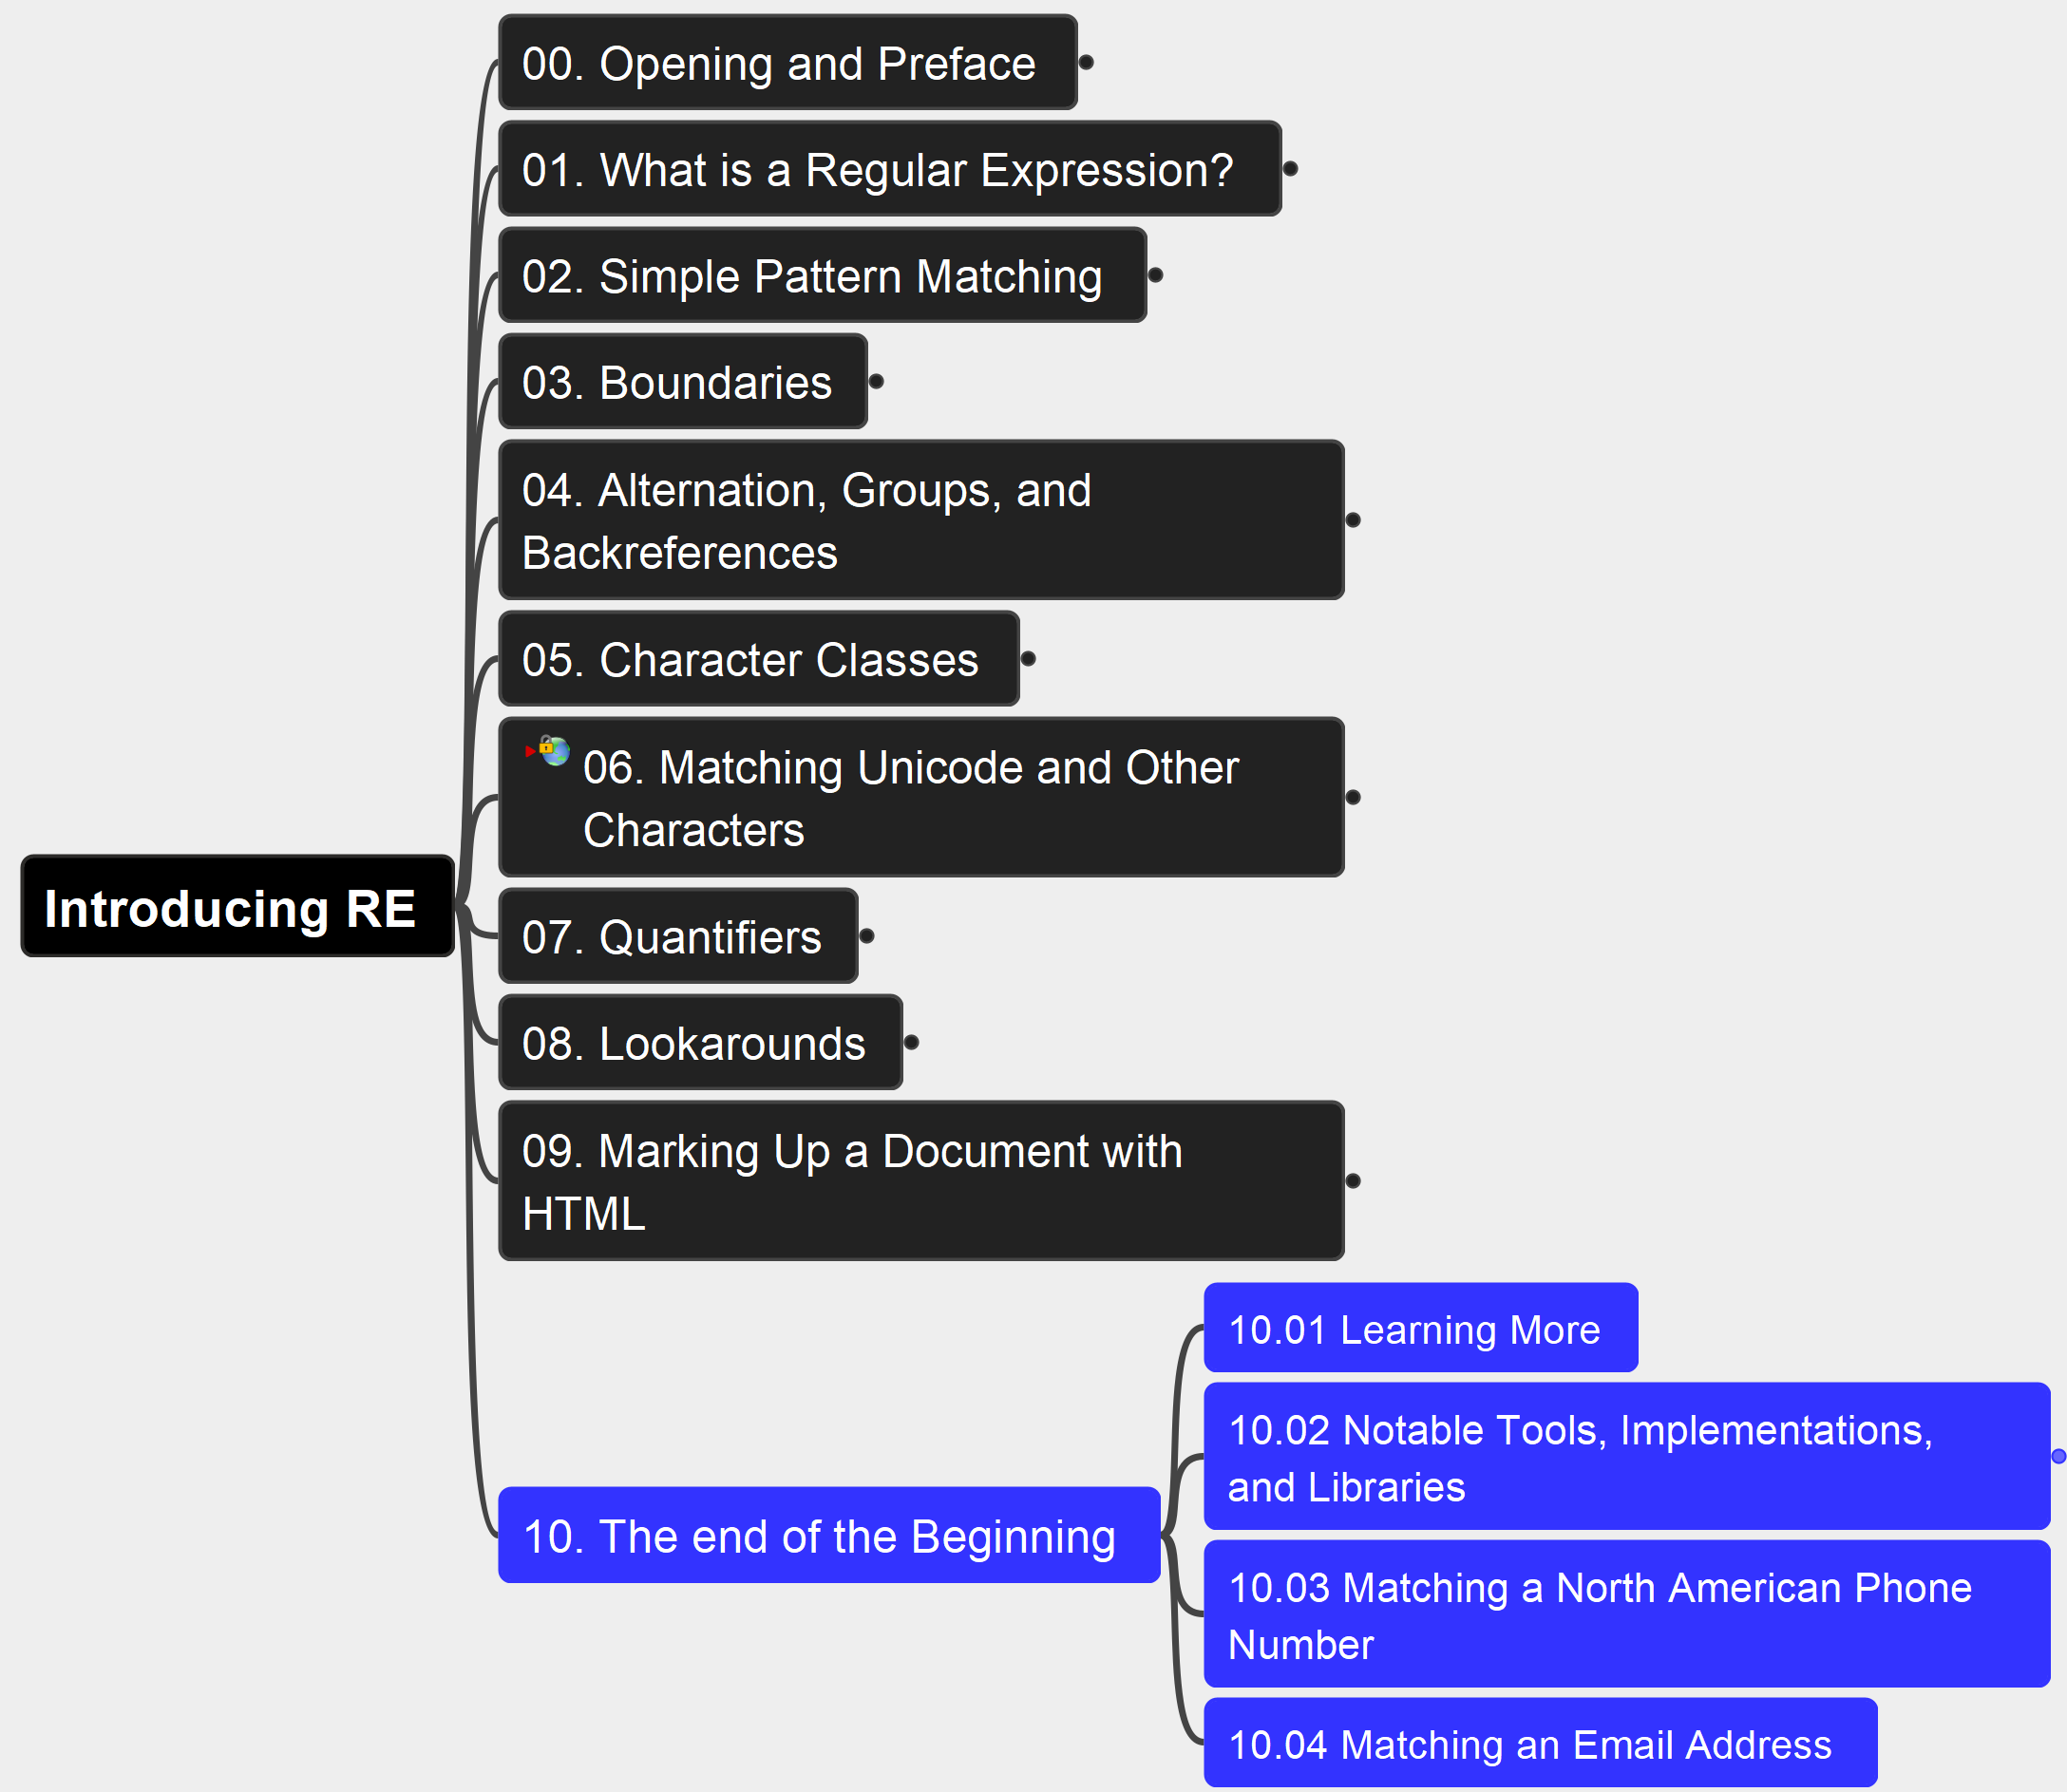 00. Opening and Preface
01. What is a Regular Expression?
02. Simple Pattern Matching
03. Boundaries
04. Alternation, Groups, and
Backreferences
05. Character Classes
06. Matching Unicode and Other
Characters
Introducing RE
07. Quantifiers
08. Lookarounds
09. Marking Up a Document with
HTML
10. The end of the Beginning
10.01 Learning More
10.02 Notable Tools, Implementations,
and Libraries
10.03 Matching a North American Phone
Number
10.04 Matching an Email Address